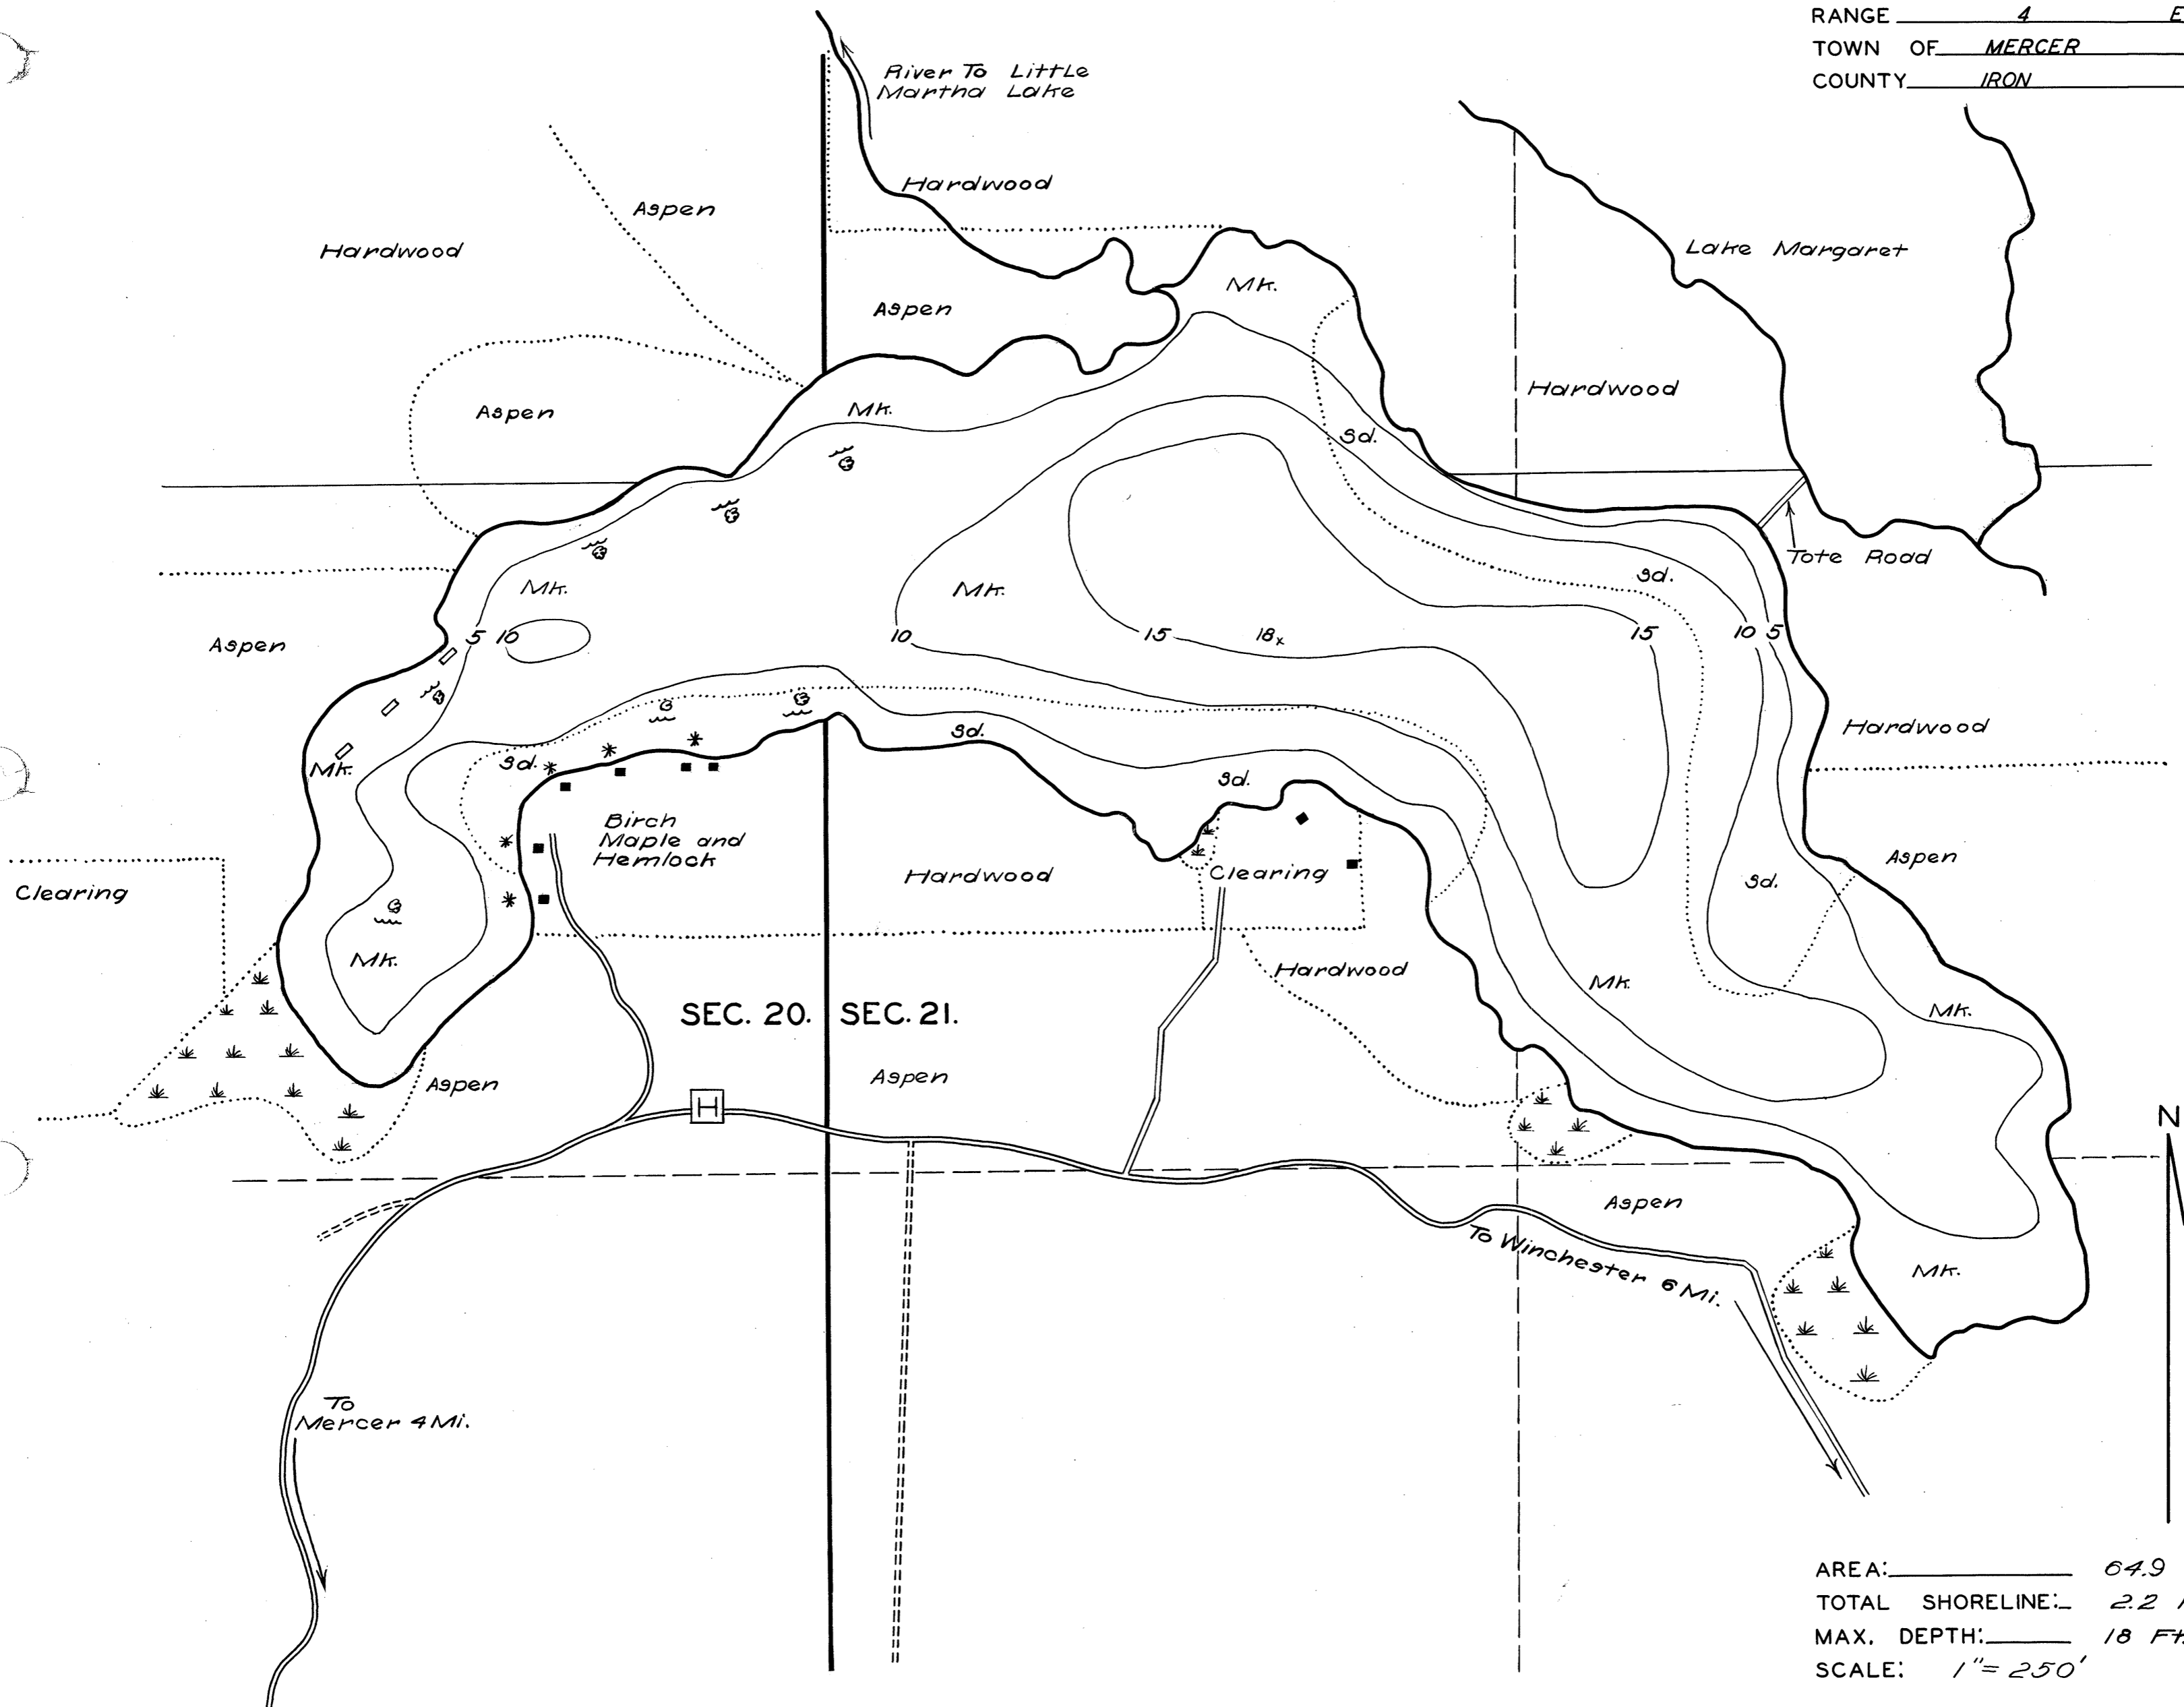 RANGE 4 E
TOWN OF MERCER
COUNTY IRON
River To Little
Martha Lake
Hardwood
Aspen
Hardwood
Lake Margaret
Mk.
Aspen
Hardwood
Aspen
Mk.
Sd.
Tote Road
Mk.
Mk.
Sd.
Aspen
5 10
10
15
18x
15
10 5
Hardwood
Sd.
Mk.
Sd.
Sd.
Birch
Maple and
Hemlock
Clearing
Hardwood
Clearing
Sd.
Aspen
Mk.
Hardwood
Mk.
Mk.
SEC. 20. SEC. 21.
Aspen
Aspen
H
N
Aspen
To Winchester 6 Mi.
Mk.
To
Mercer 4 Mi.
AREA: 64.9
TOTAL SHORELINE: 2.2
MAX. DEPTH: 18 Ft.
SCALE: 1"= 250'